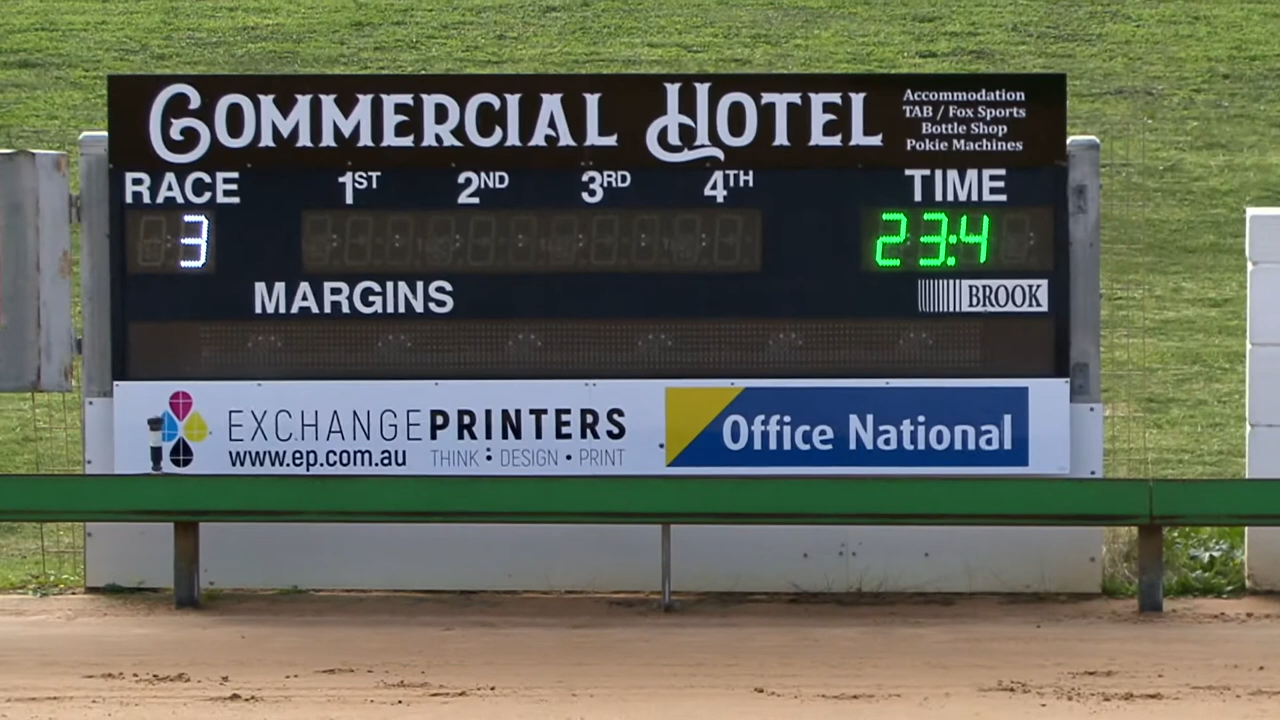 COMMERCIAL HOTEL
Accommodation
TAB / Fox Sports
Bottle Shop
Pokie Machines
RACE 1ST 2ND 3RD 4TH TIME
3 23:4
MARGINS
BROOK
EXCHANGEPRINTERS
www.ep.com.au THINK • DESIGN • PRINT
Office National